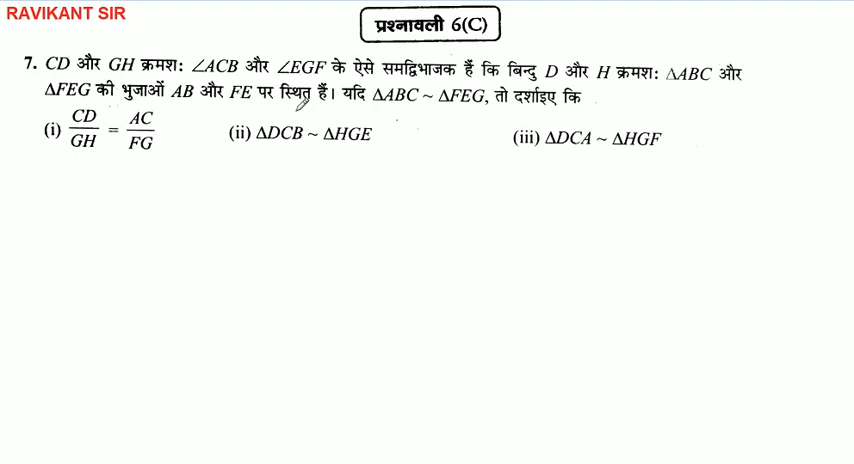 RAVIKANT SIR
प्रश्नावली 6(C)
7. CD और GH क्रमश: ∠ACB और ∠EGF के ऐसे समद्विभाजक हैं कि बिन्दु D और H क्रमश: ΔABC और
ΔFEG की भुजाओं AB और FE पर स्थित हैं। यदि ΔABC ~ ΔFEG, तो दर्शाइए कि
(i) CD/GH = AC/FG (ii) ΔDCB ~ ΔHGE (iii) ΔDCA ~ ΔHGF